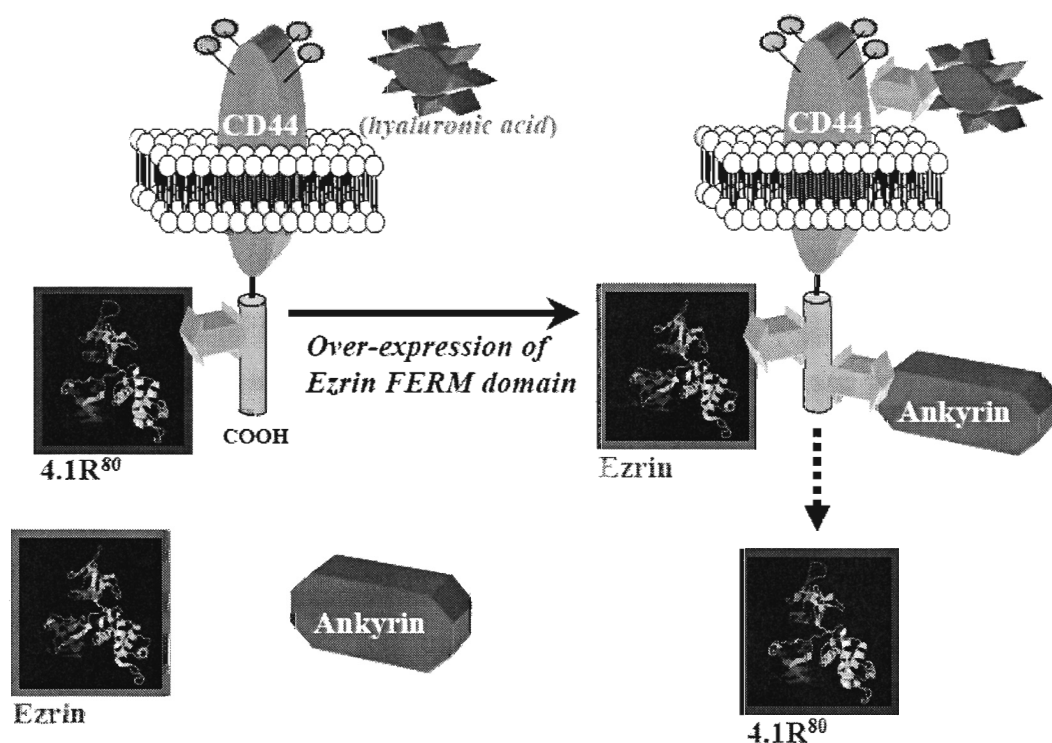 CD44
(hyaluronic acid)
CD44
COOH
4.1R⁸⁰
Over-expression of
Ezrin FERM domain
Ezrin
Ankyrin
Ezrin
Ankyrin
4.1R⁸⁰